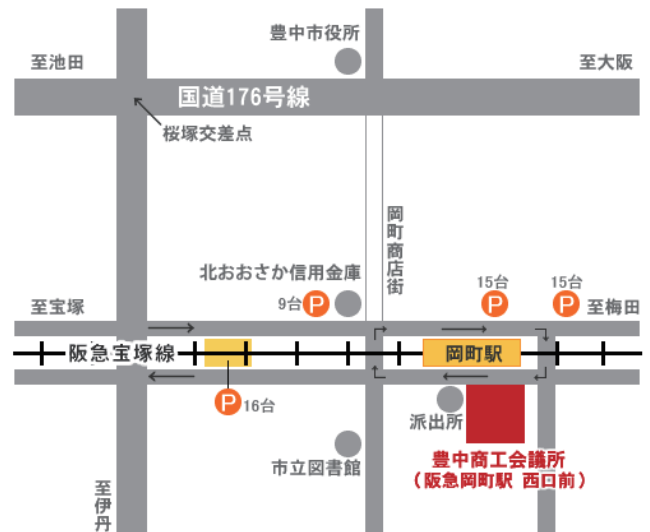 豊中市役所
至池田
至大阪
国道176号線
桜塚交差点
岡町商店街
北おおさか信用金庫
9台 P
15台
P
15台
P
至宝塚
至梅田
阪急宝塚線
岡町駅
P 16台
派出所
市立図書館
豊中商工会議所
(阪急岡町駅 西口前)
至伊丹